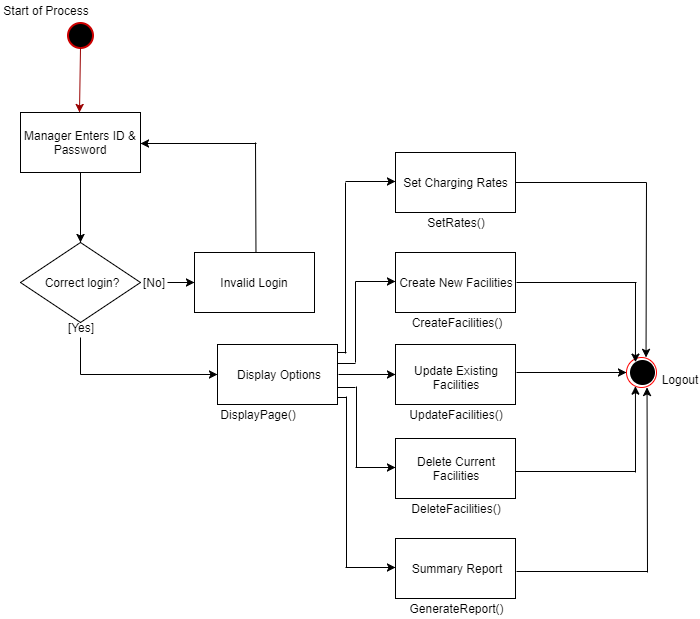 Start of Process
Manager Enters ID &
Password
Correct login?
[No]
Invalid Login
[Yes]
Display Options
DisplayPage()
Set Charging Rates
SetRates()
Create New Facilities
CreateFacilities()
Update Existing
Facilities
UpdateFacilities()
Delete Current
Facilities
DeleteFacilities()
Summary Report
GenerateReport()
Logout